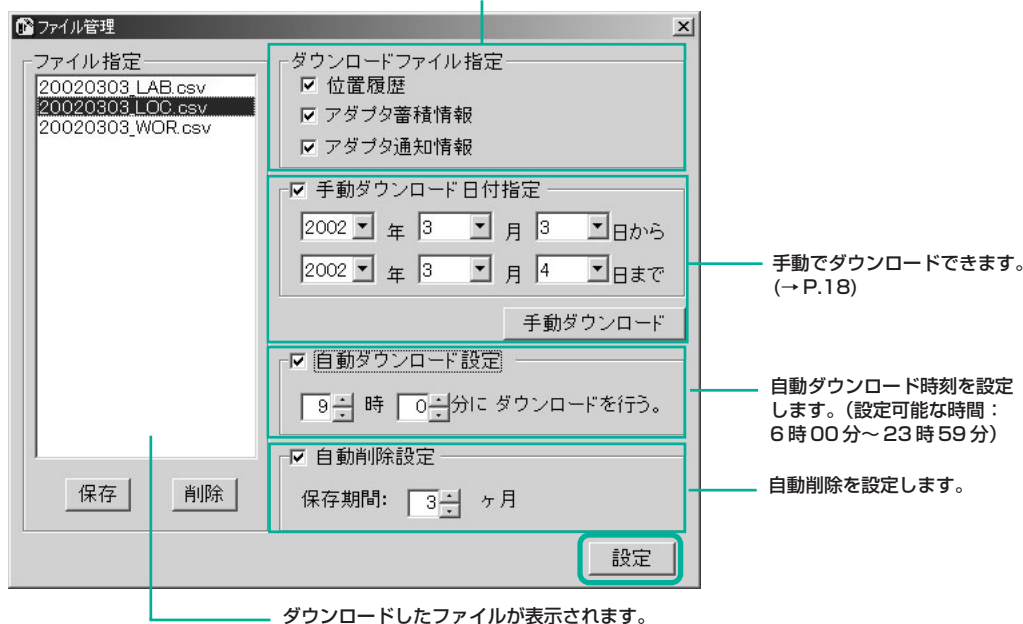 ファイル管理
ファイル指定
20020303_LAB.csv
20020303_LOC.csv
20020303_WOR.csv
保存
削除
ダウンロードファイル指定
位置履歴
アダプタ蓄積情報
アダプタ通知情報
手動ダウンロード日付指定
2002 年 3 月 3 日から
2002 年 3 月 4 日まで
手動ダウンロード
自動ダウンロード設定
9 時 0 分に ダウンロードを行う。
自動削除設定
保存期間: 3 ヶ月
設定
手動でダウンロードできます。
(→P.18)
自動ダウンロード時刻を設定
します。(設定可能な時間:
6時00分~23時59分)
自動削除を設定します。
ダウンロードしたファイルが表示されます。